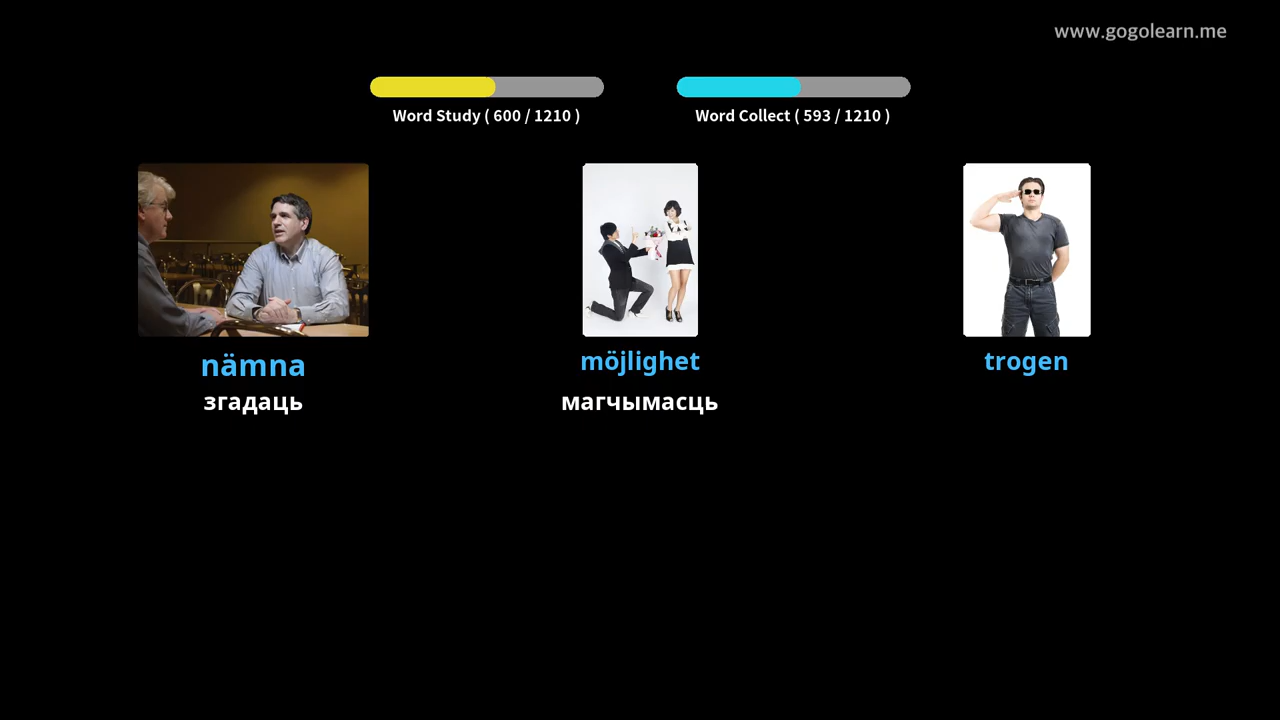 www.gogolearn.me
Word Study ( 600 / 1210 )
Word Collect ( 593 / 1210 )
nämna
möjlighet
trogen
згадаць
магчымасць